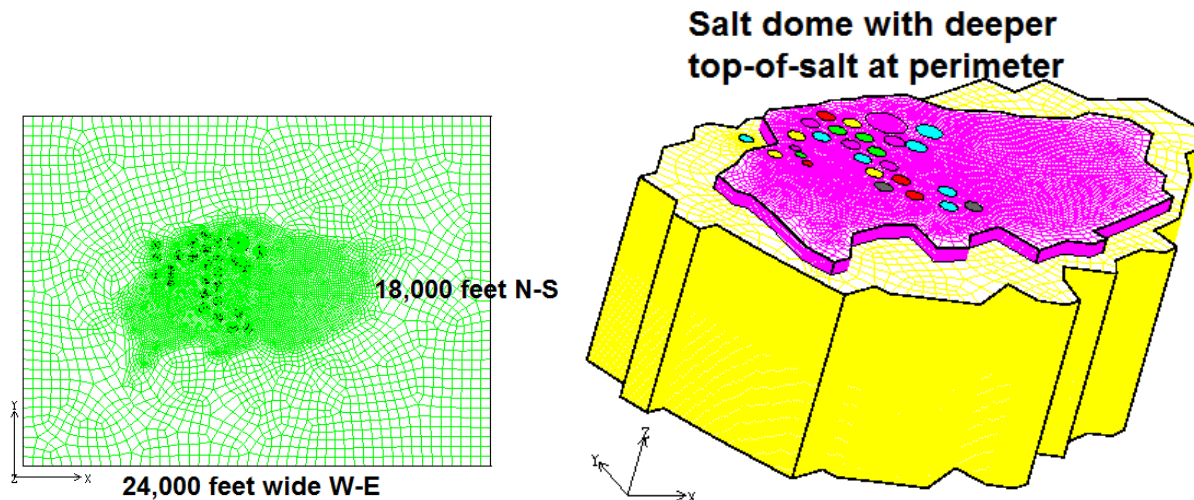 Salt dome with deeper
top-of-salt at perimeter
18,000 feet N-S
Y
Z X
24,000 feet wide W-E
Z
Y
X